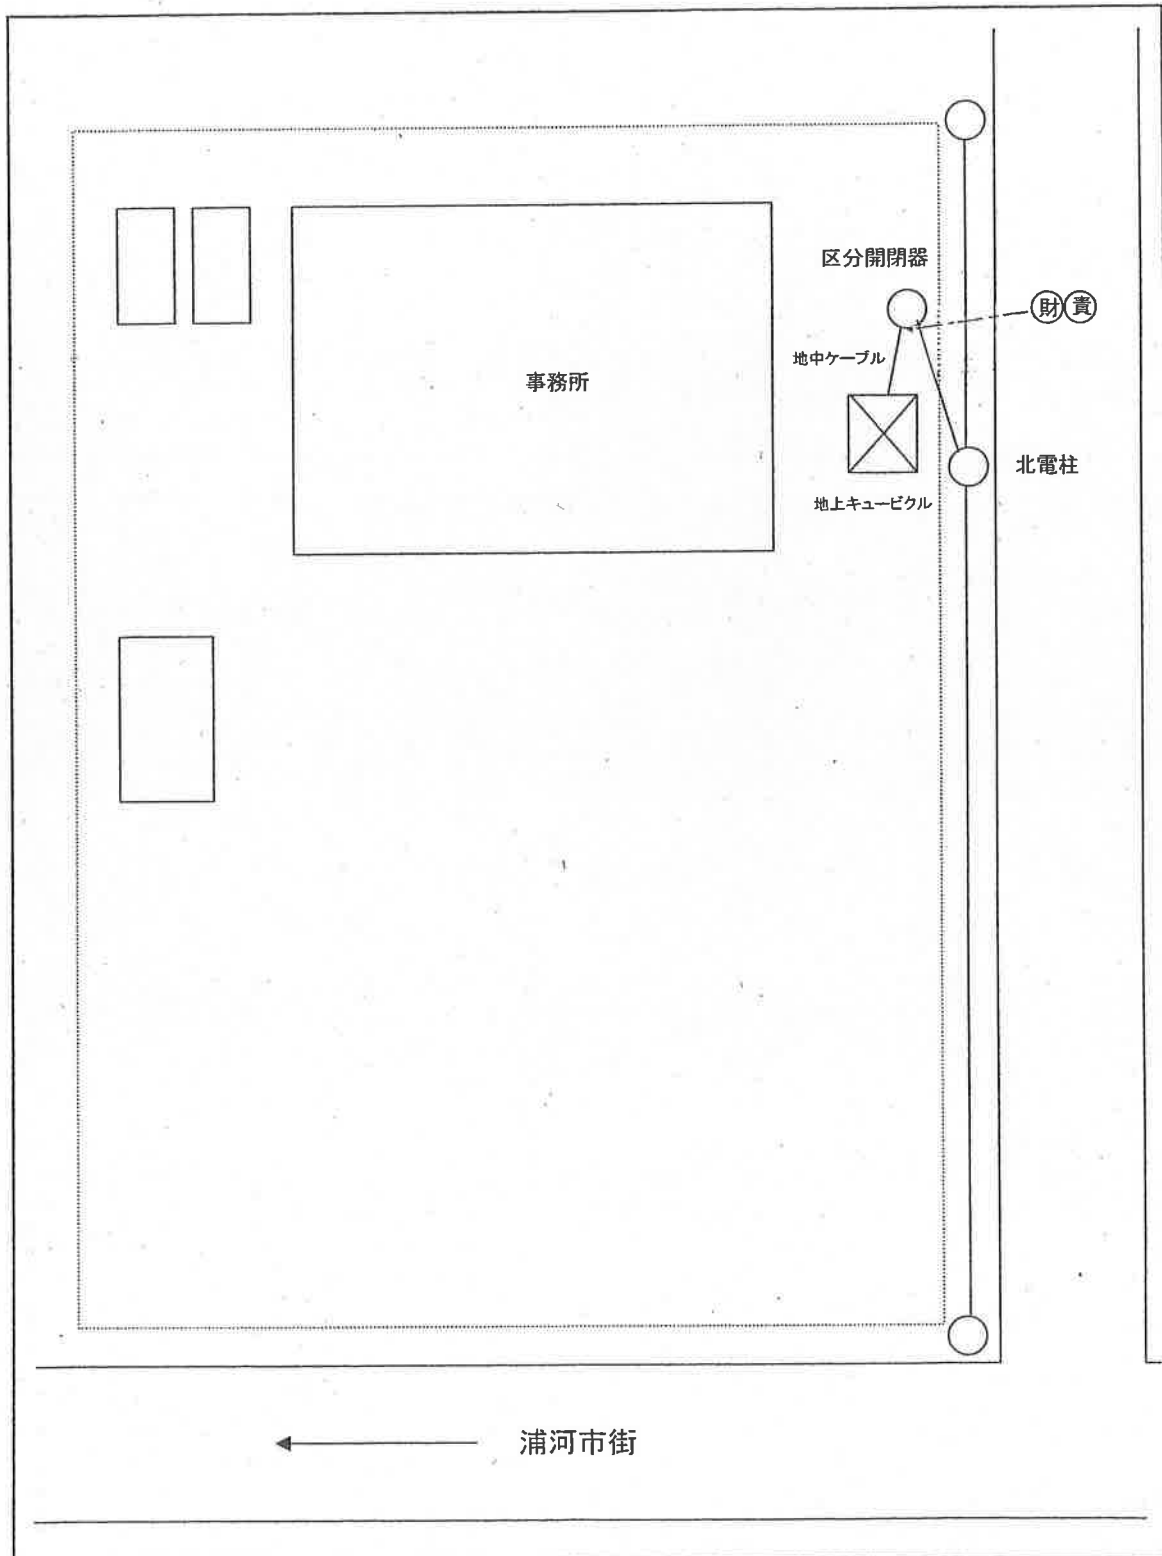 区分開閉器
財責
地中ケーブル
事務所
北電柱
地上キュービクル
浦河市街